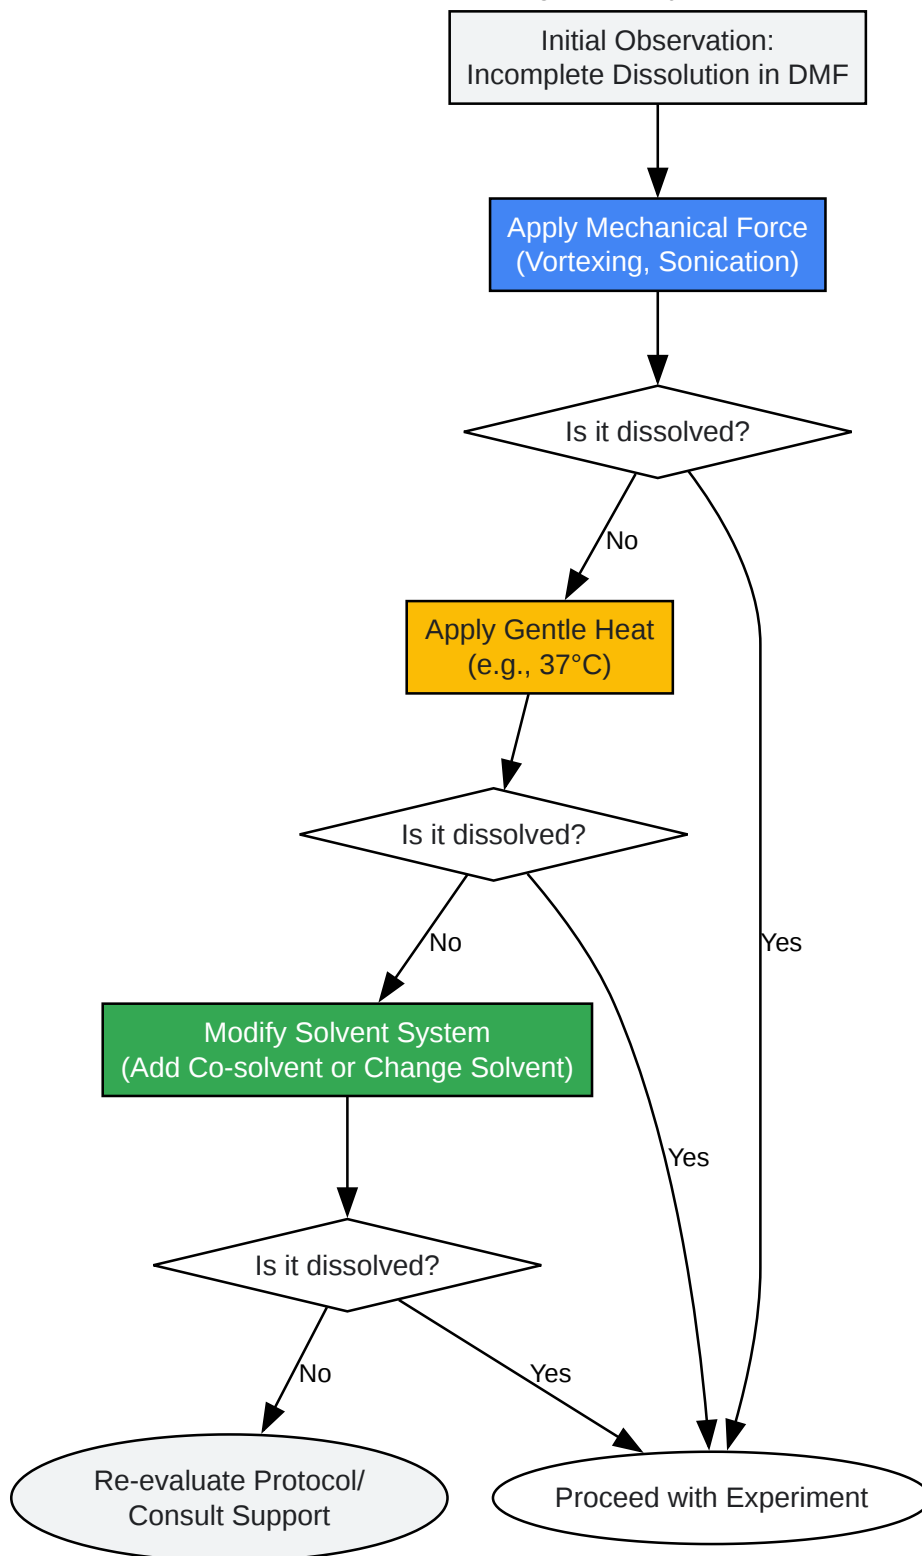 Initial Observation:
Incomplete Dissolution in DMF
Apply Mechanical Force
(Vortexing, Sonication)
Is it dissolved?
No
Apply Gentle Heat
(e.g., 37°C)
Is it dissolved?
No
Yes
Modify Solvent System
(Add Co-solvent or Change Solvent)
Yes
Is it dissolved?
No
Yes
Re-evaluate Protocol/
Consult Support
Proceed with Experiment